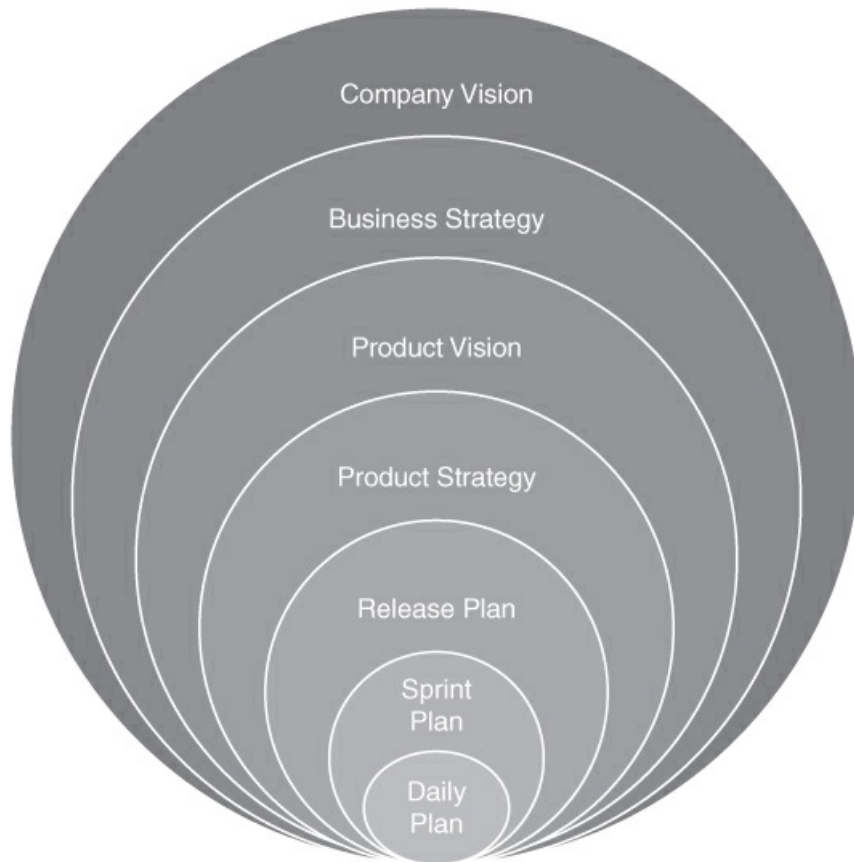 Company Vision
Business Strategy
Product Vision
Product Strategy
Release Plan
Sprint
Plan
Daily
Plan